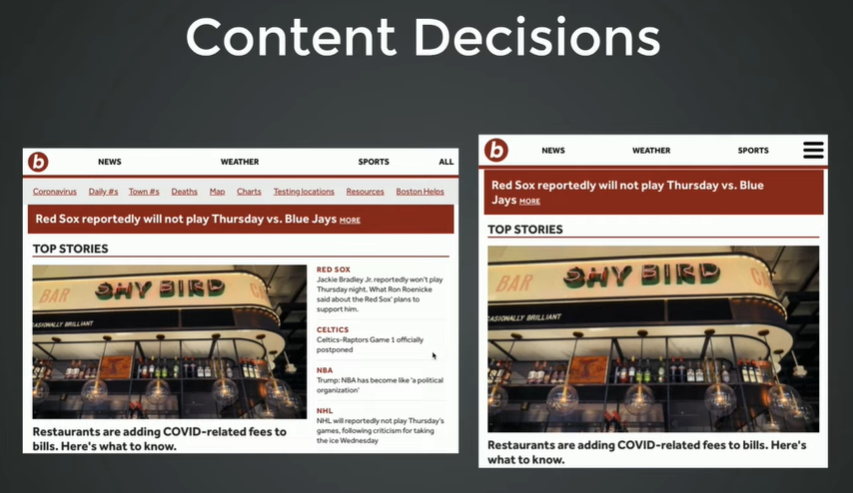 Content Decisions
b
NEWS WEATHER SPORTS ALL
Coronavirus Daily #s Town #s Deaths Map Charts Testing locations Resources Boston Helps
Red Sox reportedly will not play Thursday vs. Blue Jays MORE
TOP STORIES
BAR SHY BIRD CA
ASIONALLY BRILLIANT
Restaurants are adding COVID-related fees to
bills. Here's what to know.
RED SOX
Jackie Bradley Jr. reportedly won't play
Thursday night. What Ron Roenicke
said about the Red Sox' plans to
support him.
CELTICS
Celtics-Raptors Game 1 officially
postponed
NBA
Trump: NBA has become like 'a political
organization'
NHL
NHL will reportedly not play Thursday's
games, following criticism for taking
the ice Wednesday
b
NEWS WEATHER SPORTS
Red Sox reportedly will not play Thursday vs. Blue
Jays MORE
TOP STORIES
BAR SHY BIRD CA
ASIONALLY BRILLIANT
Restaurants are adding COVID-related fees to bills. Here's
what to know.